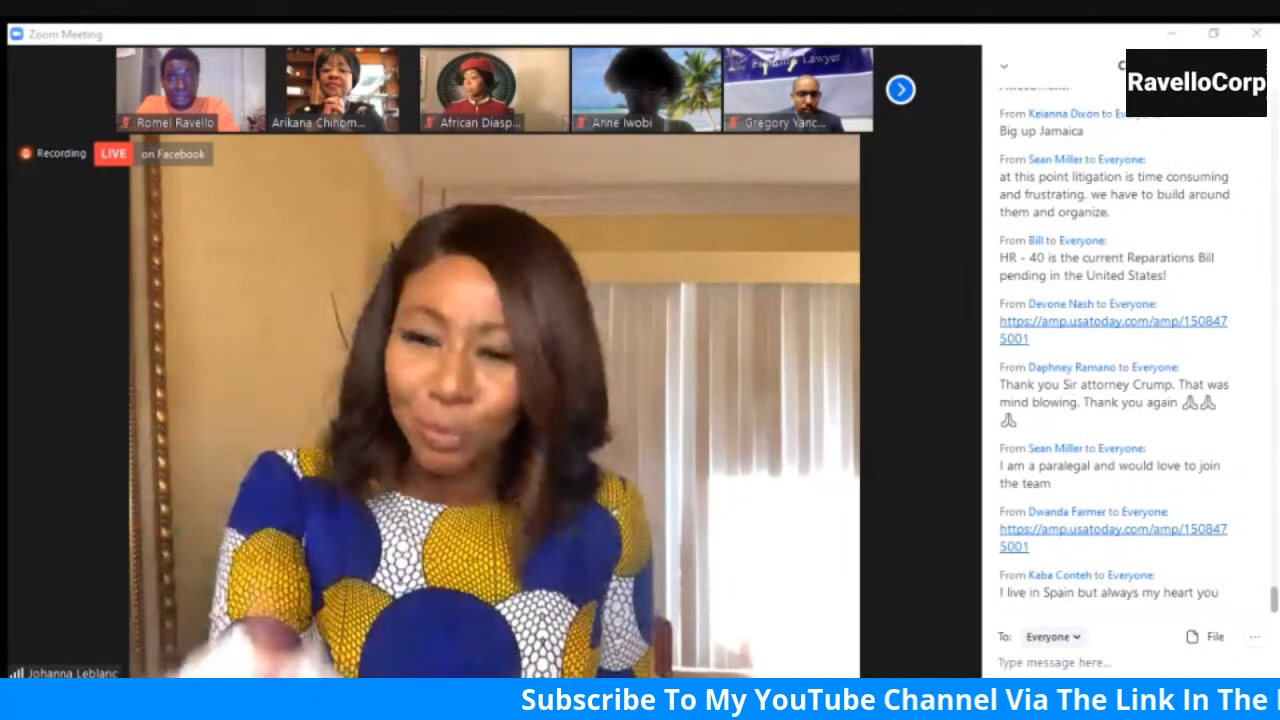 Zoom Meeting
RavelloCorp
Romel Ravello
Arikana Chihom...
African Diasp...
Anne Iwobi
Gregory Yanc...
Lawyer
Recording
LIVE
on Facebook
From Keianna Dixon to
Big up Jamaica
From Sean Miller to Everyone:
at this point litigation is time consuming
and frustrating. we have to build around
them and organize.
From Bill to Everyone:
HR - 40 is the current Reparations Bill
pending in the United States!
From Devone Nash to Everyone:
https://amp.usatoday.com/amp/150847
5001
From Daphney Ramano to Everyone:
Thank you Sir attorney Crump. That was
mind blowing. Thank you again 🙏🙏
🙏
From Sean Miller to Everyone:
I am a paralegal and would love to join
the team
From Dwanda Farmer to Everyone:
https://amp.usatoday.com/amp/150847
5001
From Kaba Conteh to Everyone:
I live in Spain but always my heart you
To: Everyone
File
...
Type message here...
Johanna Leblanc
Subscribe To My YouTube Channel Via The Link In The